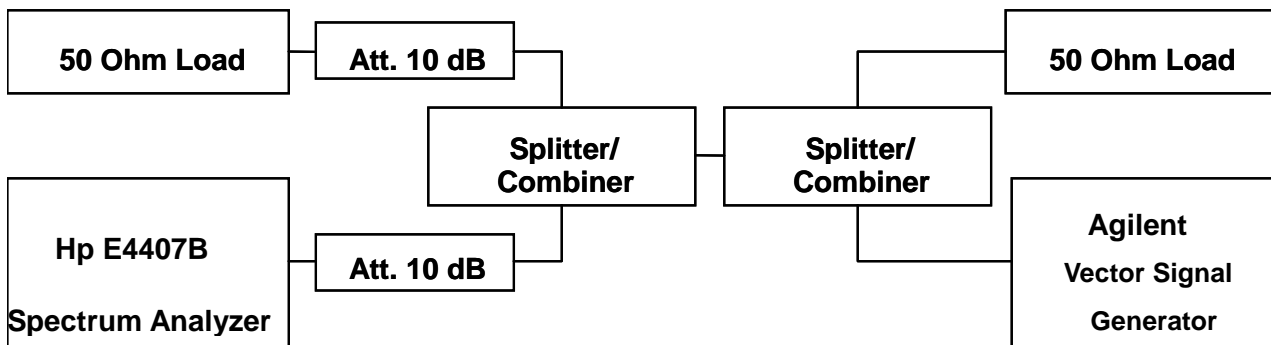 50 Ohm Load
Att. 10 dB
50 Ohm Load
Splitter/
Combiner
Splitter/
Combiner
Hp E4407B
Spectrum Analyzer
Att. 10 dB
Agilent
Vector Signal
Generator